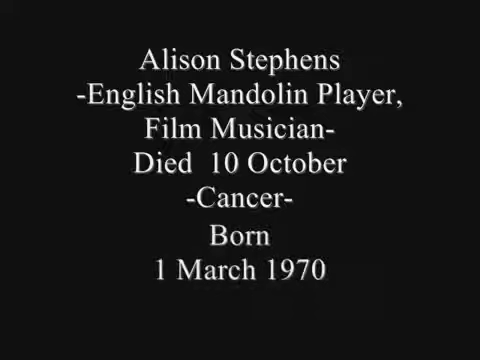 Alison Stephens
-English Mandolin Player,
Film Musician-
Died  10 October
-Cancer-
Born
1 March 1970